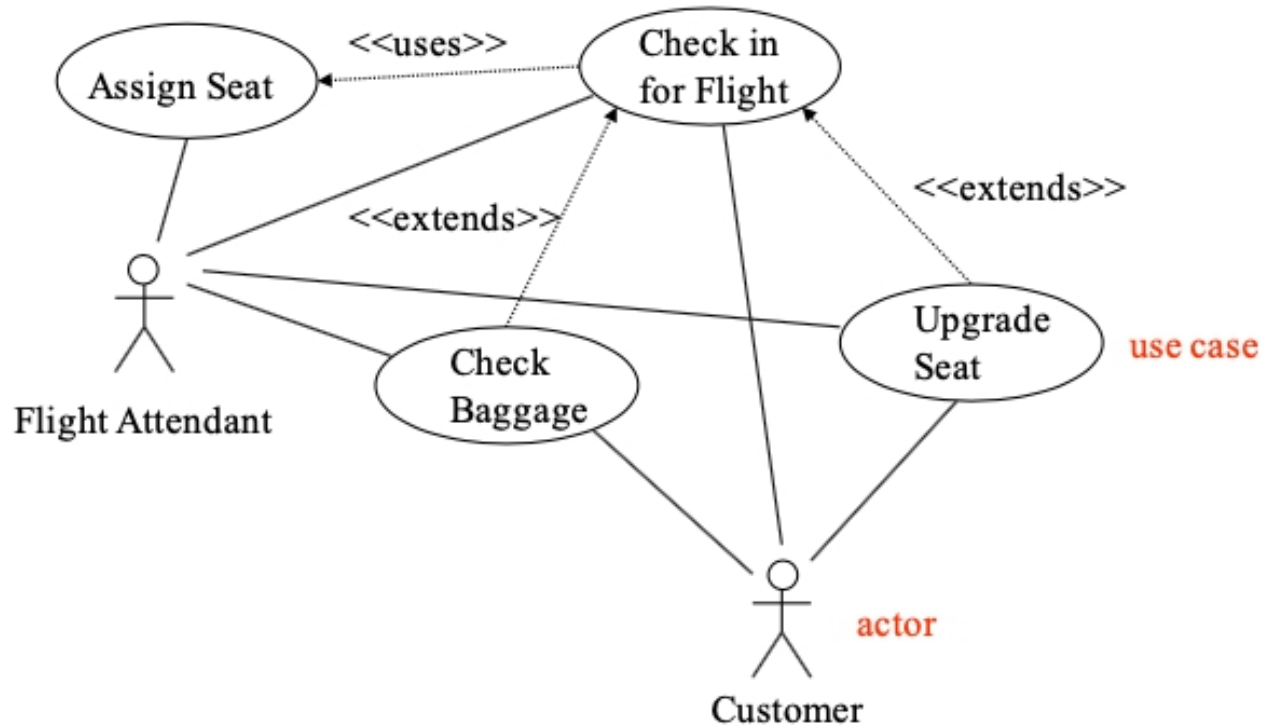 <<uses>>
Check in
for Flight
Assign Seat
<<extends>>
<<extends>>
Upgrade
Seat
use case
Check
Baggage
Flight Attendant
actor
Customer